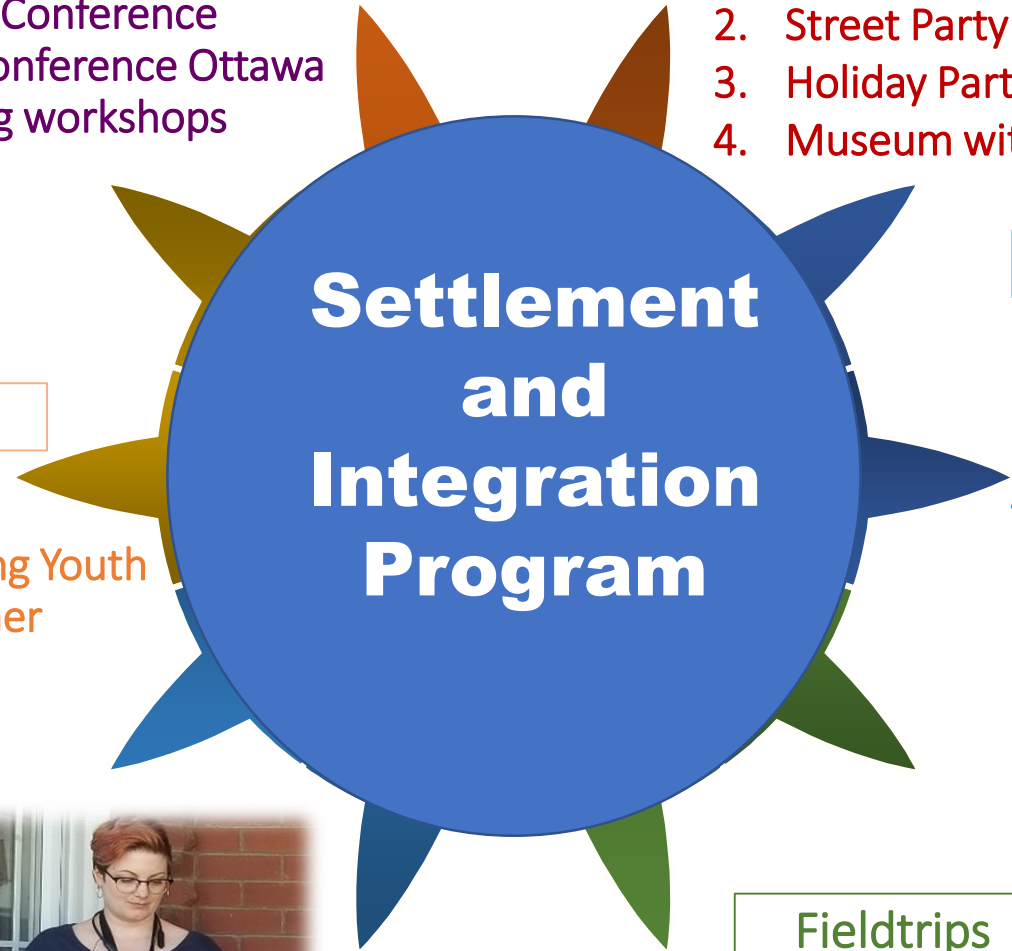 Conference
onference Ottawa
g workshops
2. Street Party
3. Holiday Part
4. Museum wit
Settlement
and
Integration
Program
ng Youth
er
Fieldtrips